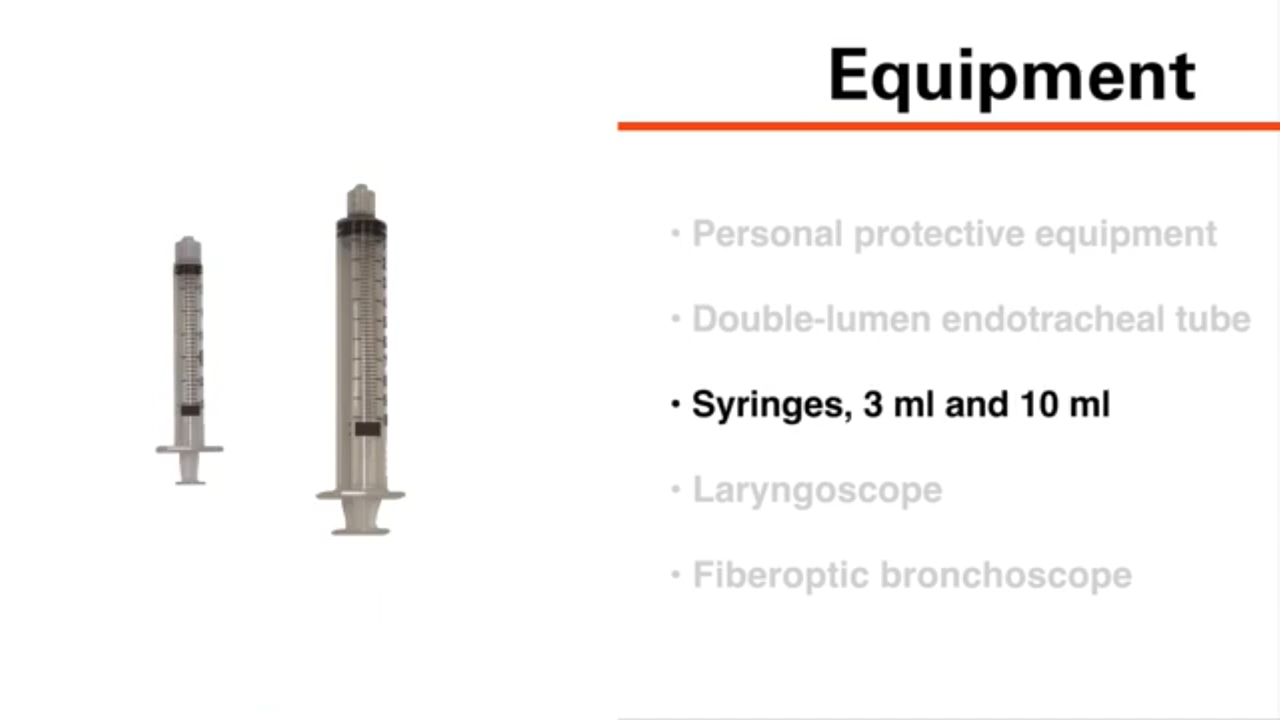 Equipment
• Personal protective equipment
• Double-lumen endotracheal tube
• Syringes, 3 ml and 10 ml
• Laryngoscope
• Fiberoptic bronchoscope